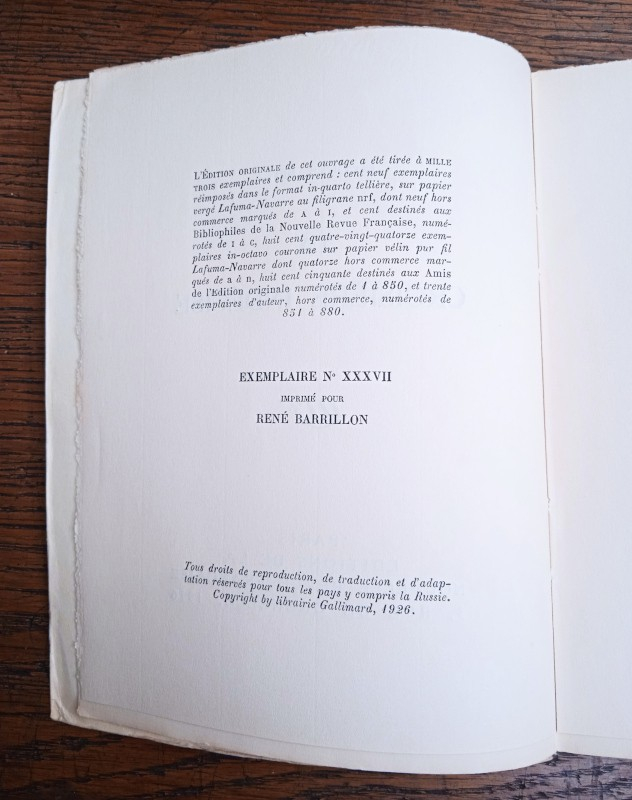 L'ÉDITION ORIGINALE de cet ouvrage a été tirée à MILLE
TROIS exemplaires et comprend : cent neuf exemplaires
réimposés dans le format in-quarto tellière, sur papier
vergé Lafuma-Navarre au filigrane nrf, dont neuf hors
commerce marqués de A à I, et cent destinés aux
Bibliophiles de la Nouvelle Revue Française, numé-
rotés de I à C, huit cent quatre-vingt-quatorze exem-
plaires in-octavo couronne sur papier vélin pur fil
Lafuma-Navarre dont quatorze hors commerce mar-
qués de a à n, huit cent cinquante destinés aux Amis
de l'Edition originale numérotés de 1 à 850, et trente
exemplaires d'auteur, hors commerce, numérotés de
851 à 880.
EXEMPLAIRE No XXXVII
IMPRIMÉ POUR
RENÉ BARRILLON
Tous droits de reproduction, de traduction et d'adap-
tation réservés pour tous les pays y compris la Russie.
Copyright by librairie Gallimard, 1926.